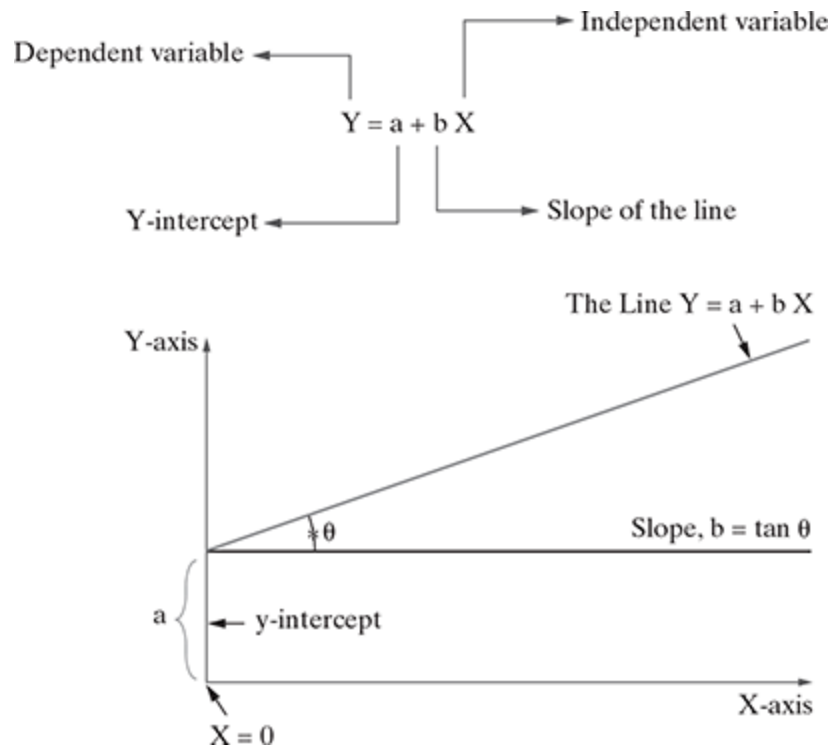 Independent variable
Dependent variable
Y = a + b X
Y-intercept
Slope of the line
The Line Y = a + b X
Y-axis
θ
Slope, b = tan θ
a
y-intercept
X-axis
X = 0